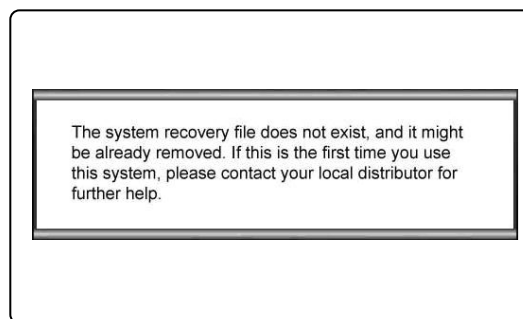 The system recovery file does not exist, and it might
be already removed. If this is the first time you use
this system, please contact your local distributor for
further help.